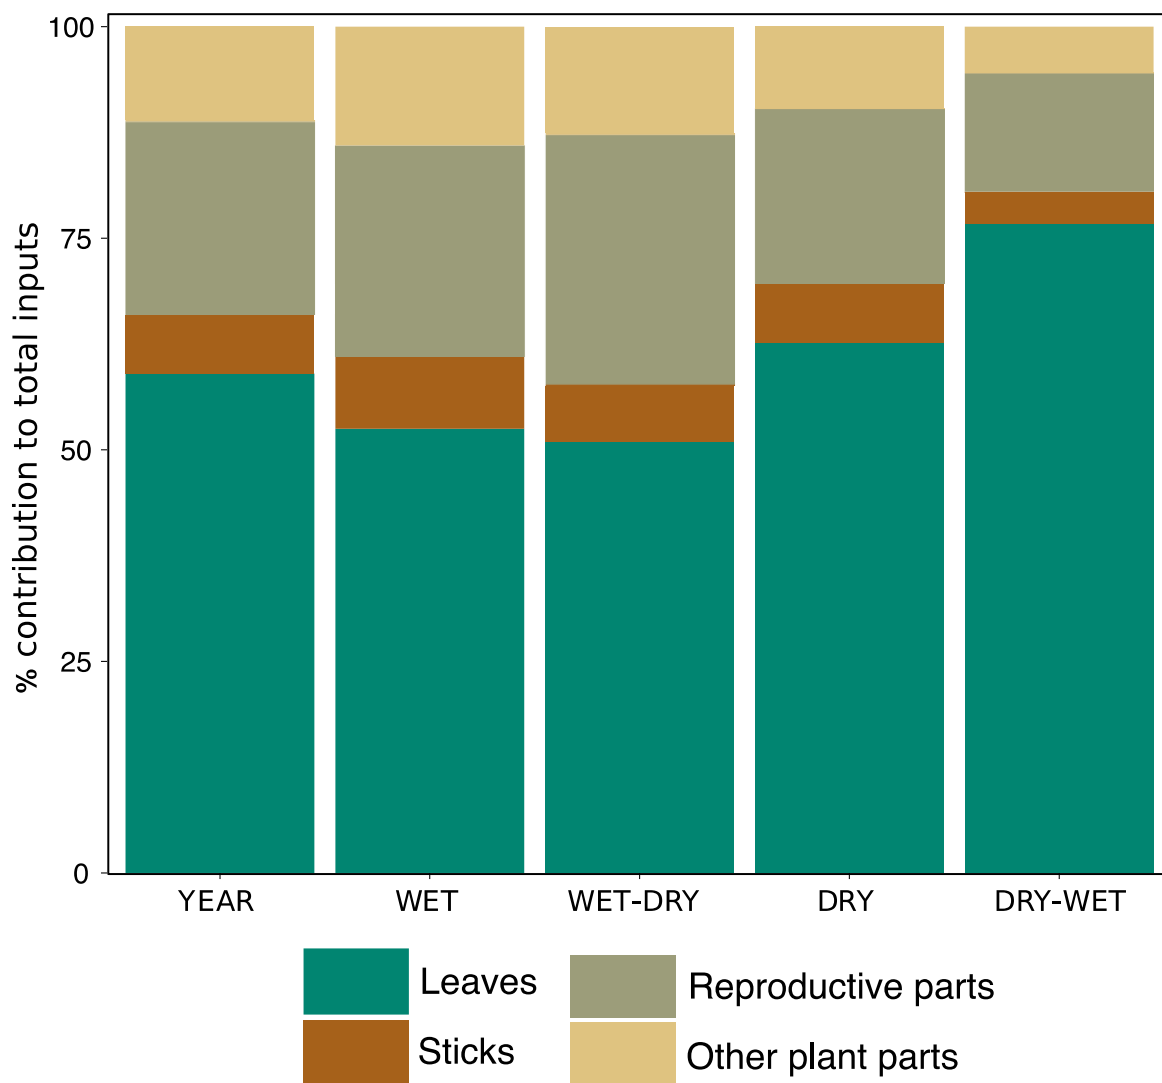 % contribution to total inputs
100
75
50
25
0
YEAR WET WET-DRY DRY DRY-WET
Leaves Reproductive parts
Sticks Other plant parts